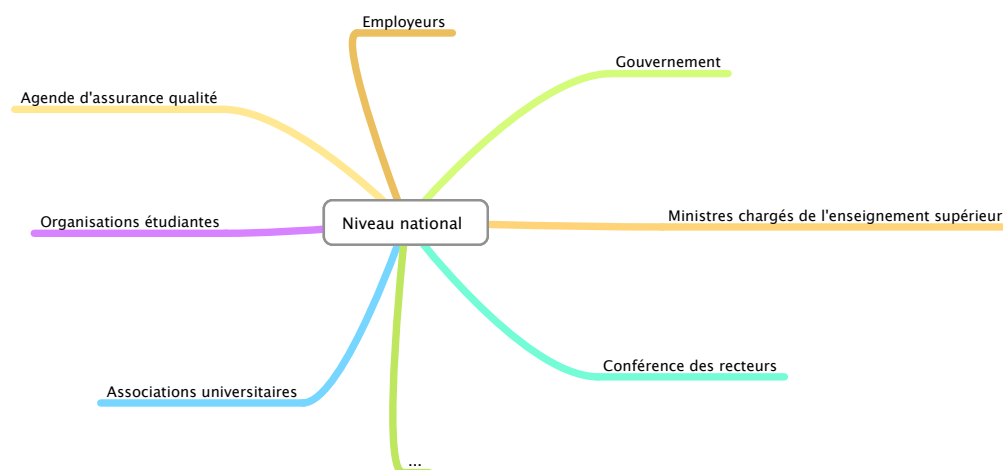 Employeurs
Gouvernement
Agende d'assurance qualité
Organisations étudiantes
Niveau national
Ministres chargés de l'enseignement supérieur
Conférence des recteurs
Associations universitaires
...